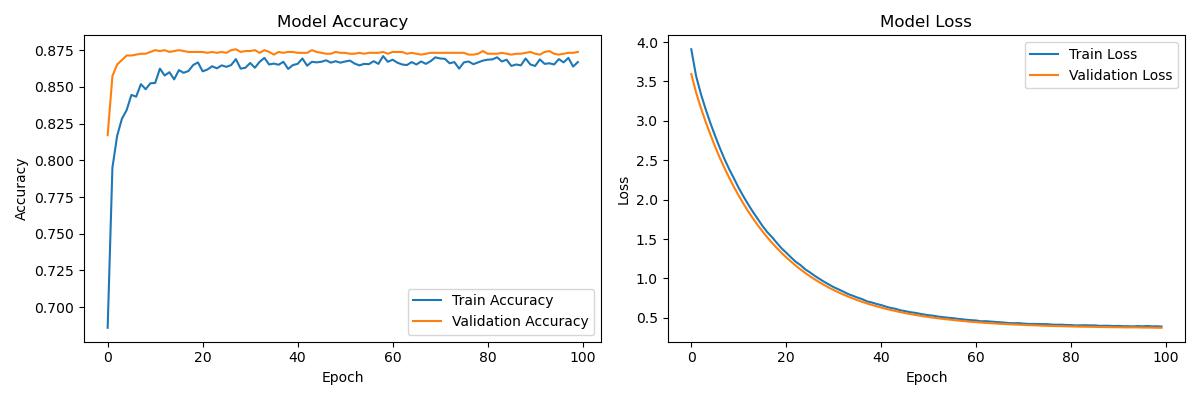 Model Accuracy
Accuracy
0.875
0.850
0.825
0.800
0.775
0.750
0.725
0.700
0 20 40 60 80 100
Epoch
Train Accuracy
Validation Accuracy
Model Loss
Loss
4.0
3.5
3.0
2.5
2.0
1.5
1.0
0.5
0 20 40 60 80 100
Epoch
Train Loss
Validation Loss